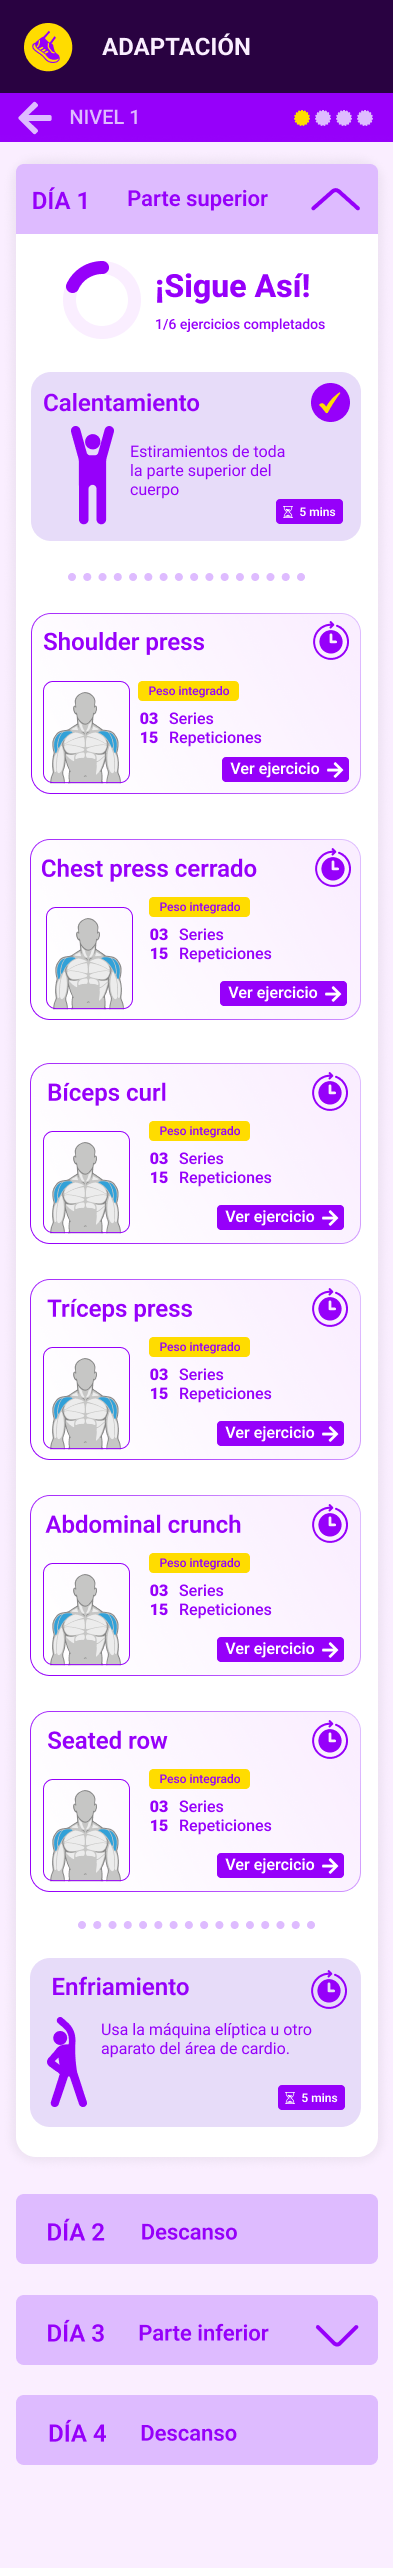 ADAPTACIÓN
NIVEL 1
DÍA 1 Parte superior
¡Sigue Así!
1/6 ejercicios completados
Calentamiento
Estiramientos de toda
la parte superior del
cuerpo
5 mins
Shoulder press
Peso integrado
03 Series
15 Repeticiones
Ver ejercicio
Chest press cerrado
Peso integrado
03 Series
15 Repeticiones
Ver ejercicio
Bíceps curl
Peso integrado
03 Series
15 Repeticiones
Ver ejercicio
Tríceps press
Peso integrado
03 Series
15 Repeticiones
Ver ejercicio
Abdominal crunch
Peso integrado
03 Series
15 Repeticiones
Ver ejercicio
Seated row
Peso integrado
03 Series
15 Repeticiones
Ver ejercicio
Enfriamiento
Usa la máquina elíptica u otro
aparato del área de cardio.
5 mins
DÍA 2 Descanso
DÍA 3 Parte inferior
DÍA 4 Descanso